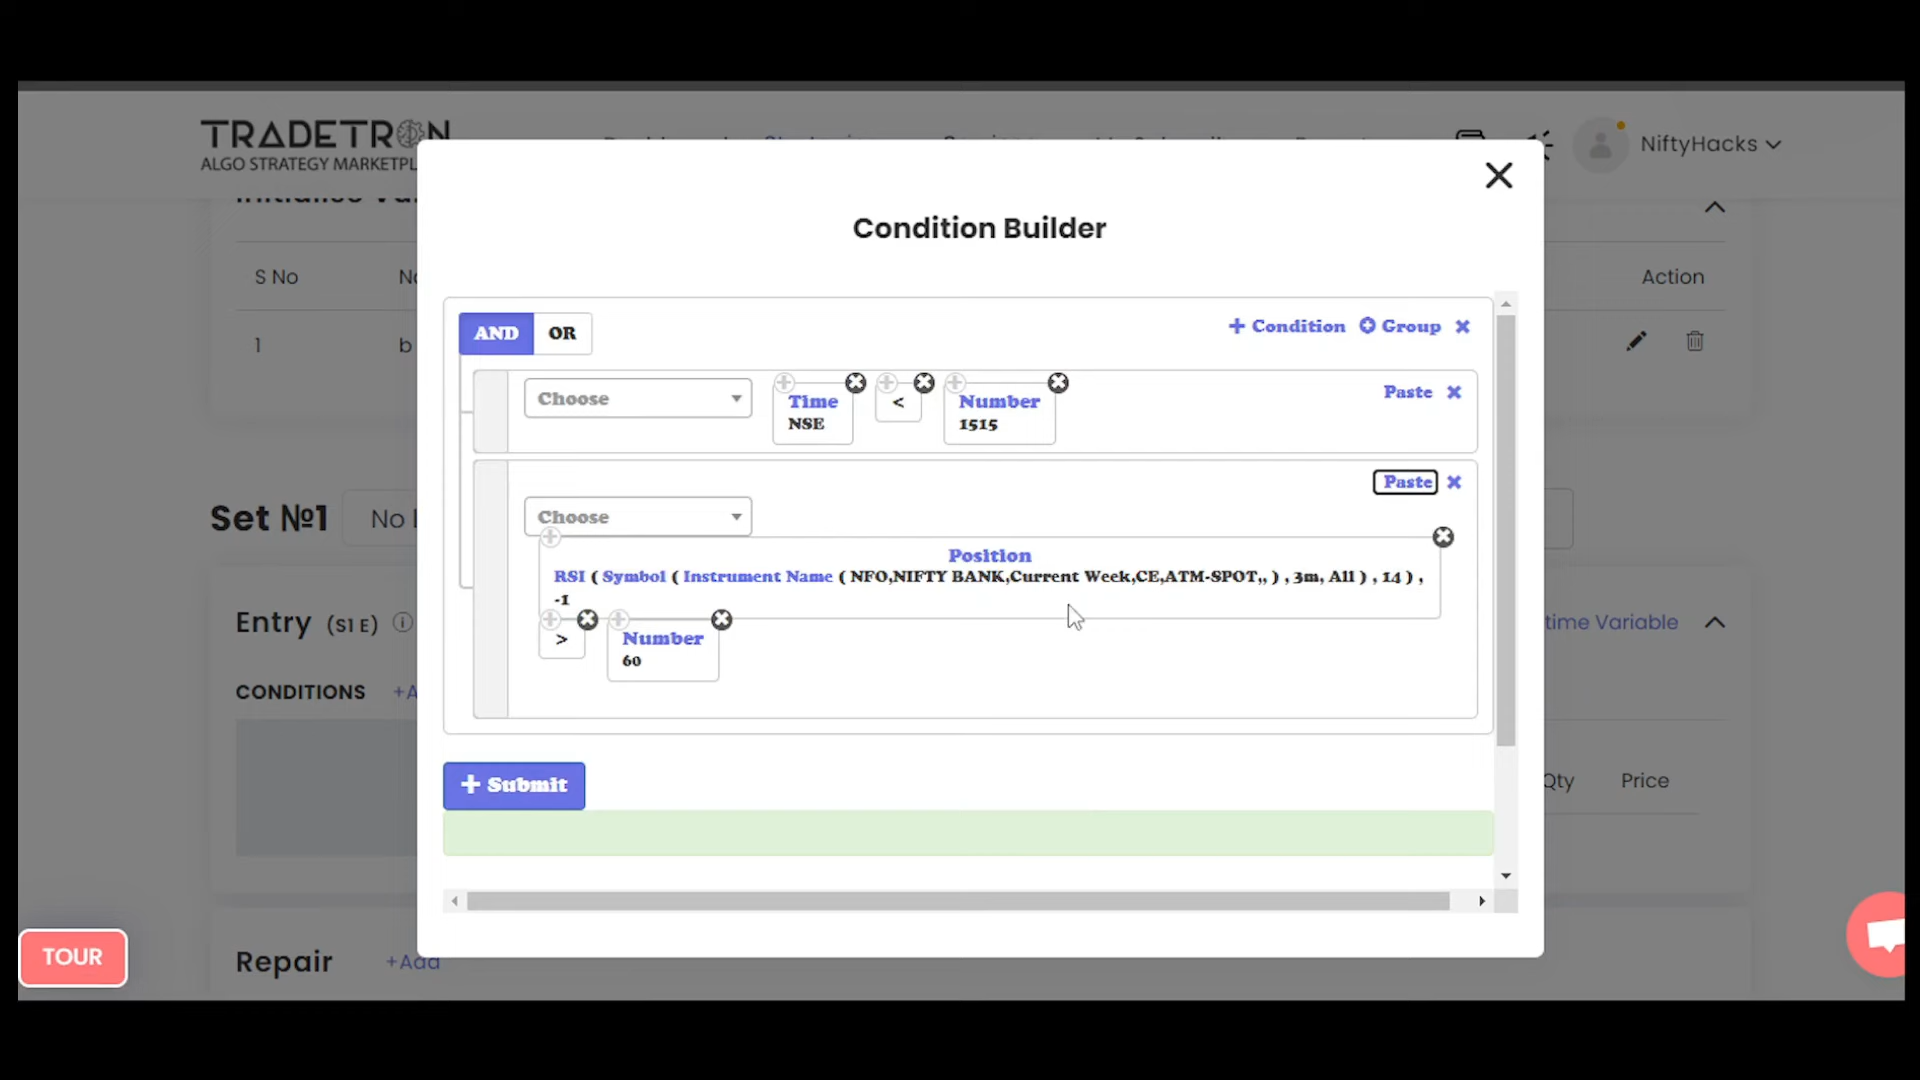 TRADETRON
ALGO STRATEGY MARKETPL
NiftyHacks
Condition Builder
S No
Action
1
b
AND OR
+ Condition
Group
Choose
Time
NSE
<
Number
1515
Paste
Paste
Choose
Position
RSI ( Symbol ( Instrument Name ( NFO,NIFTY BANK,Current Week,CE,ATM-SPOT,, ) , 3m, All ) , 14 ) ,
-1
>
Number
60
Set №1
Entry (S1 E)
time Variable
CONDITIONS
+ Submit
Qty
Price
TOUR
Repair
+Add